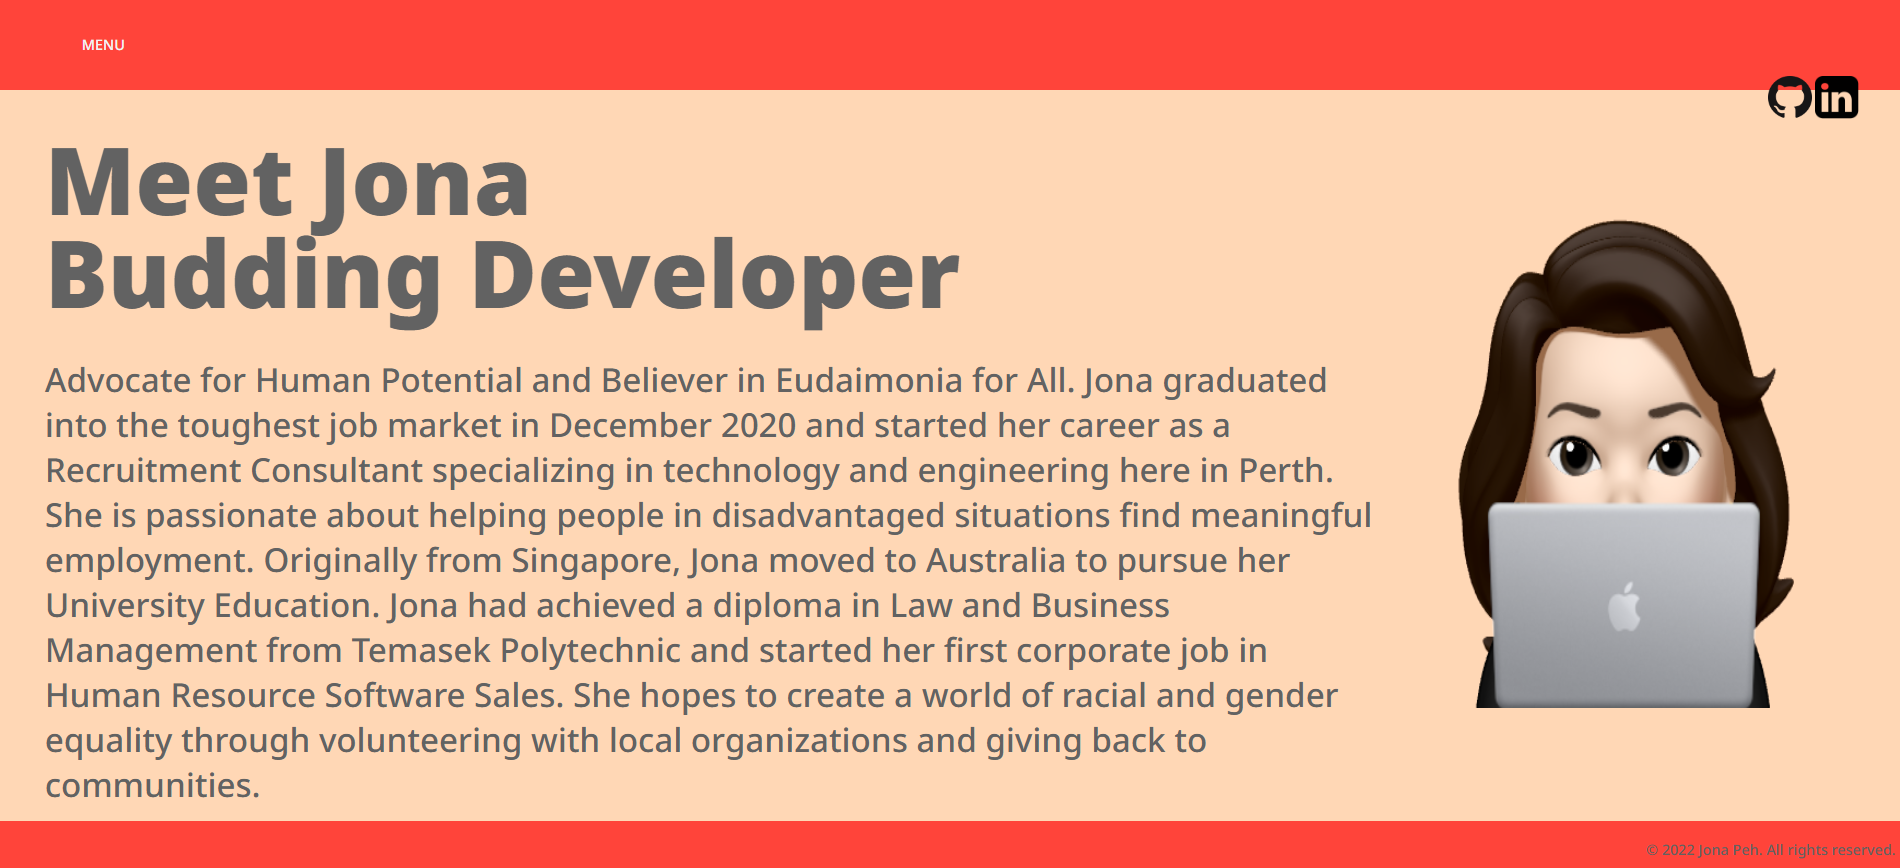 MENU
in
Meet Jona
Budding Developer
Advocate for Human Potential and Believer in Eudaimonia for All. Jona graduated
into the toughest job market in December 2020 and started her career as a
Recruitment Consultant specializing in technology and engineering here in Perth.
She is passionate about helping people in disadvantaged situations find meaningful
employment. Originally from Singapore, Jona moved to Australia to pursue her
University Education. Jona had achieved a diploma in Law and Business
Management from Temasek Polytechnic and started her first corporate job in
Human Resource Software Sales. She hopes to create a world of racial and gender
equality through volunteering with local organizations and giving back to
communities.
© 2022 Jona Peh. All rights reserved.